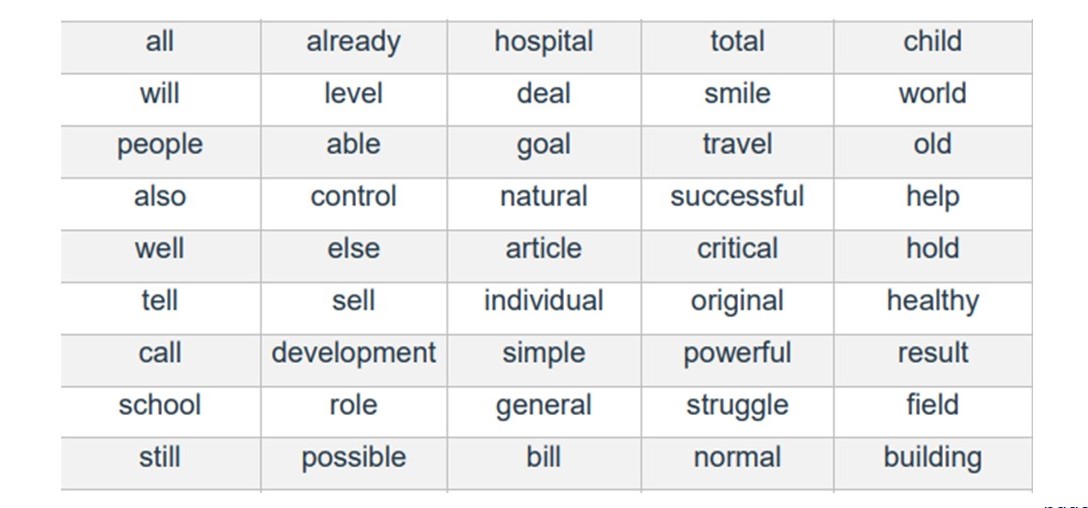 all already hospital total child
will level deal smile world
people able goal travel old
also control natural successful help
well else article critical hold
tell sell individual original healthy
call development simple powerful result
school role general struggle field
still possible bill normal building